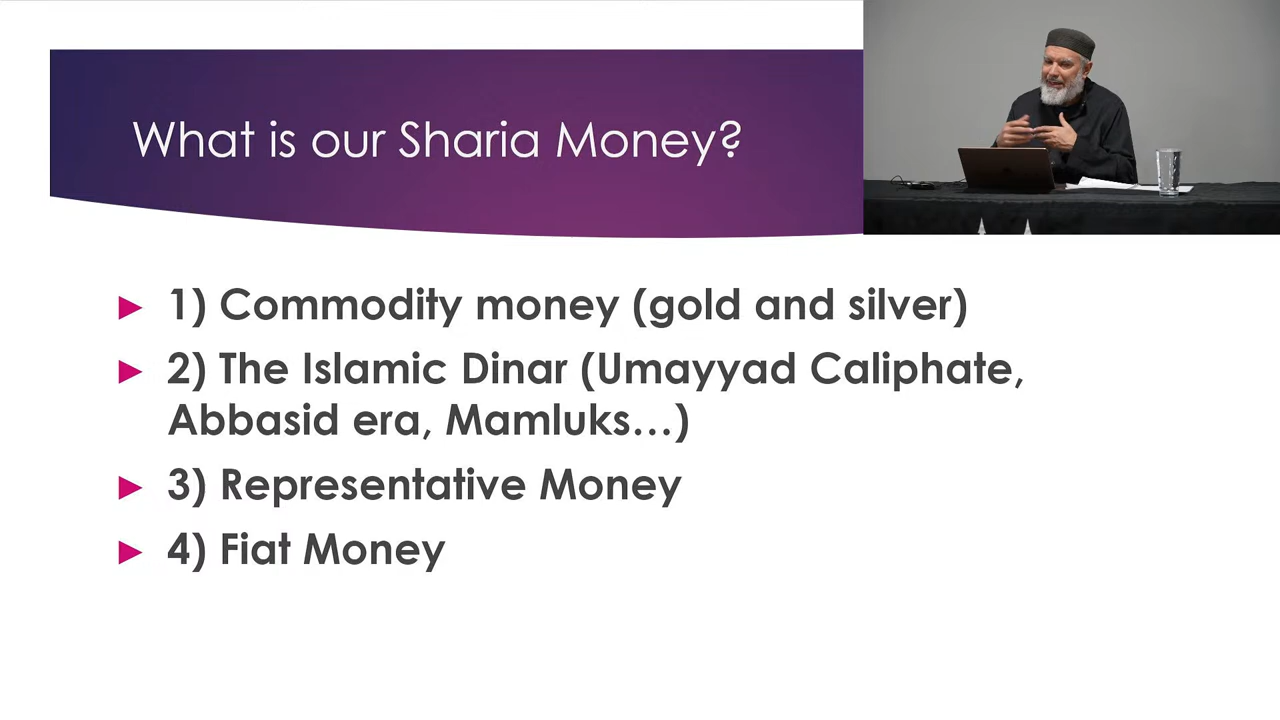 What is our Sharia Money?
► 1) Commodity money (gold and silver)
► 2) The Islamic Dinar (Umayyad Caliphate,
Abbasid era, Mamluks...)
► 3) Representative Money
► 4) Fiat Money